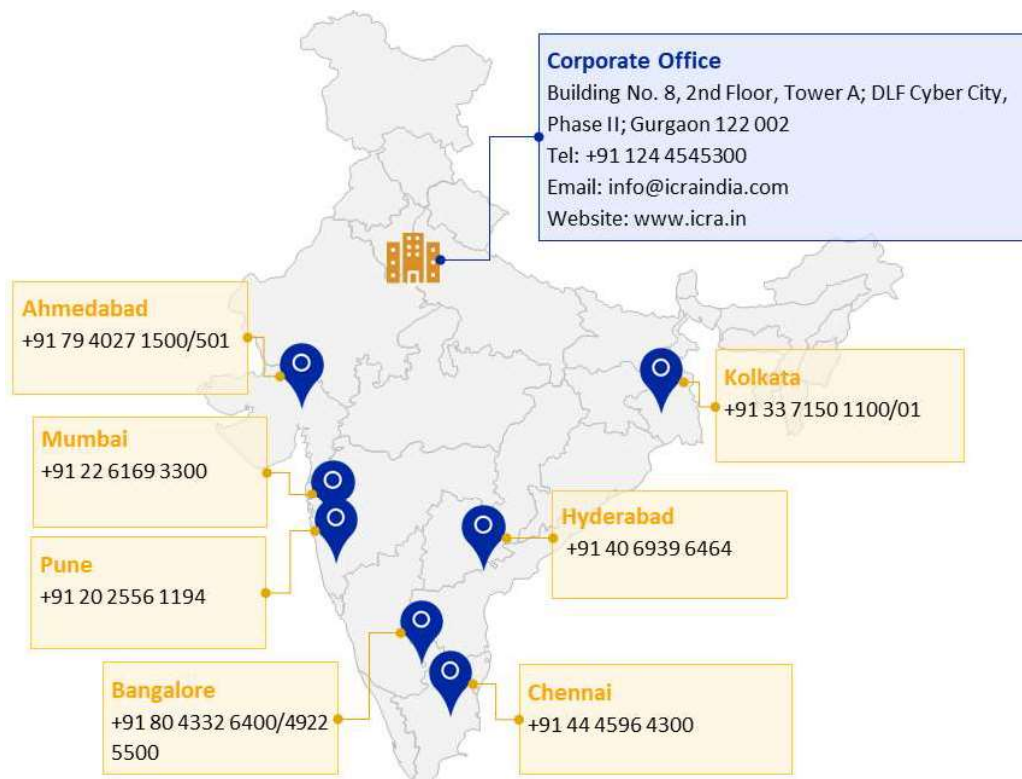 Corporate Office
Building No. 8, 2nd Floor, Tower A; DLF Cyber City,
Phase II; Gurgaon 122 002
Tel: +91 124 4545300
Email: info@icraindia.com
Website: www.icra.in
Ahmedabad
+91 79 4027 1500/501
Kolkata
+91 33 7150 1100/01
Mumbai
+91 22 6169 3300
Hyderabad
+91 40 6939 6464
Pune
+91 20 2556 1194
Bangalore
+91 80 4332 6400/4922
5500
Chennai
+91 44 4596 4300